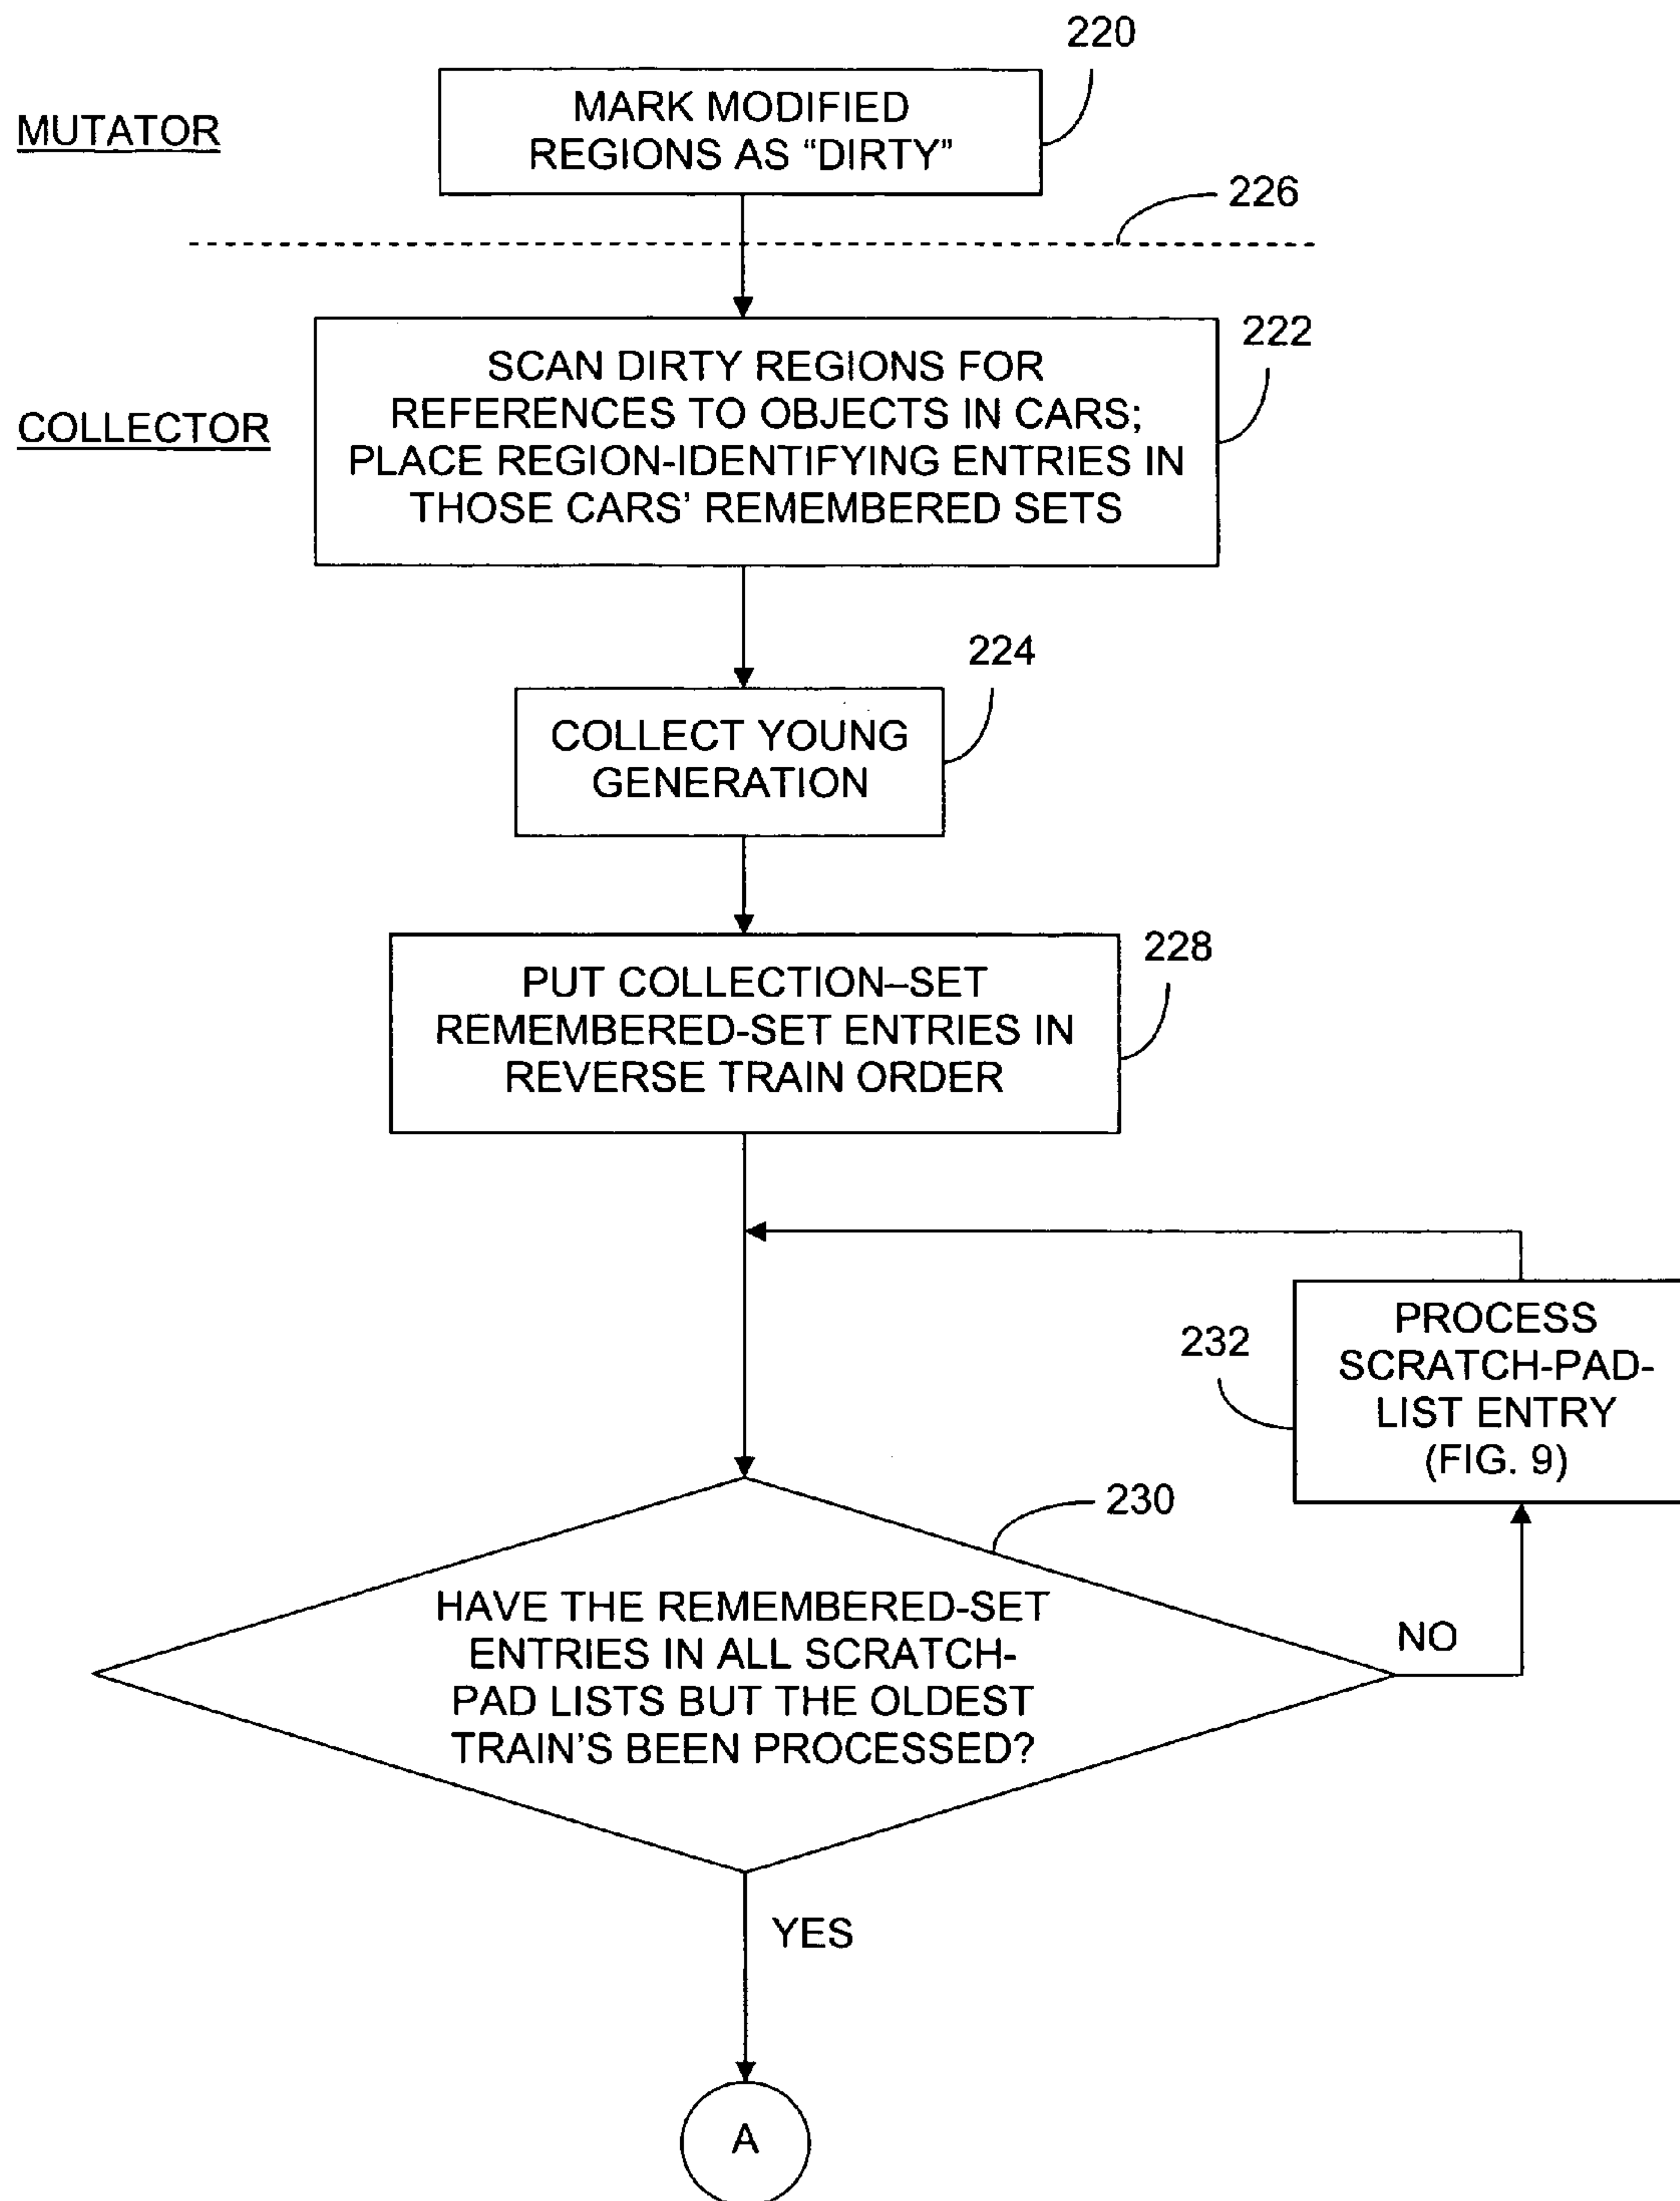 220
MUTATOR
MARK MODIFIED
REGIONS AS “DIRTY”
226
222
COLLECTOR
SCAN DIRTY REGIONS FOR
REFERENCES TO OBJECTS IN CARS;
PLACE REGION-IDENTIFYING ENTRIES IN
THOSE CARS’ REMEMBERED SETS
224
COLLECT YOUNG
GENERATION
228
PUT COLLECTION–SET
REMEMBERED-SET ENTRIES IN
REVERSE TRAIN ORDER
232
PROCESS
SCRATCH-PAD-
LIST ENTRY
(FIG. 9)
230
HAVE THE REMEMBERED-SET
ENTRIES IN ALL SCRATCH-
PAD LISTS BUT THE OLDEST
TRAIN'S BEEN PROCESSED?
NO
YES
A